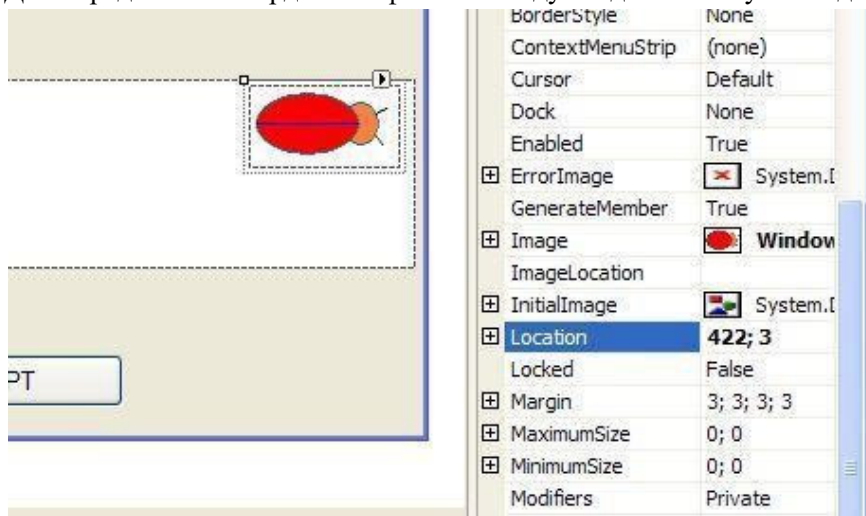 BorderStyle None
ContextMenuStrip (none)
Cursor Default
Dock None
Enabled True
ErrorImage System.D
GenerateMember True
Image Window
ImageLocation
InitialImage System.D
Location 422; 3
Locked False
РТ
Margin 3; 3; 3; 3
MaximumSize 0; 0
MinimumSize 0; 0
Modifiers Private